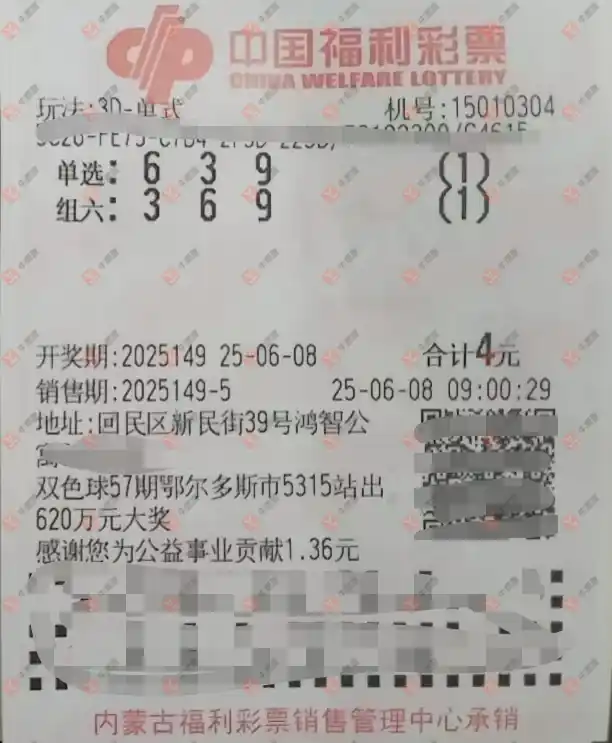 中国福利彩票
CHINA WELFARE LOTTERY
玩法:3D-单式 机号:15010304
单选: 6 3 9 (1)
组六: 3 6 9 (1)
开奖期:2025149 25-06-08 合计4元
销售期:2025149-5 25-06-08 09:00:29
地址:回民区新民街39号鸿智公
寓
双色球57期鄂尔多斯市5315站出
620万元大奖
感谢您为公益事业贡献1.36元
内蒙古福利彩票销售管理中心承销